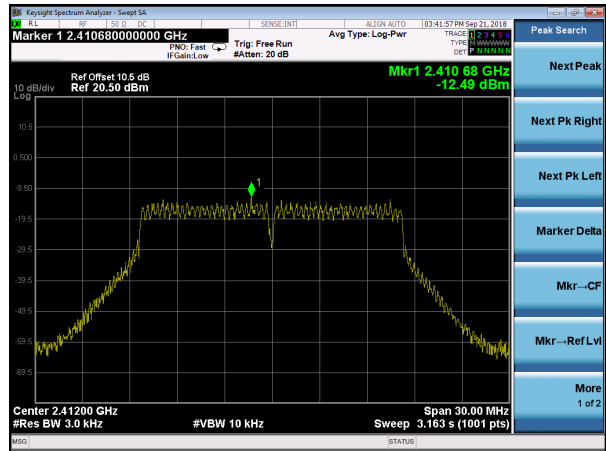 Keysight Spectrum Analyzer - Swept SA
RL RF 50 Ω DC SENSE:INT ALIGN AUTO 03:41:57 PM Sep 21, 2018
Marker 1 2.410680000000 GHz
PNO: Fast
IFGain:Low
Trig: Free Run
#Atten: 20 dB
Avg Type: Log-Pwr
TRACE 1 2 3 4 5 6
TYPE M WWWWW
DET P NNNNN
Peak Search
Next Peak
Next Pk Right
Next Pk Left
Marker Delta
Mkr→CF
Mkr→Ref Lvl
More
1 of 2
Mkr1 2.410 68 GHz
-12.49 dBm
Ref Offset 10.5 dB
10 dB/div Ref 20.50 dBm
Log
10.5
0.500
-9.50
-19.5
-29.5
-39.5
-49.5
-59.5
-69.5
1
Center 2.41200 GHz Span 30.00 MHz
#Res BW 3.0 kHz #VBW 10 kHz Sweep 3.163 s (1001 pts)
MSG STATUS